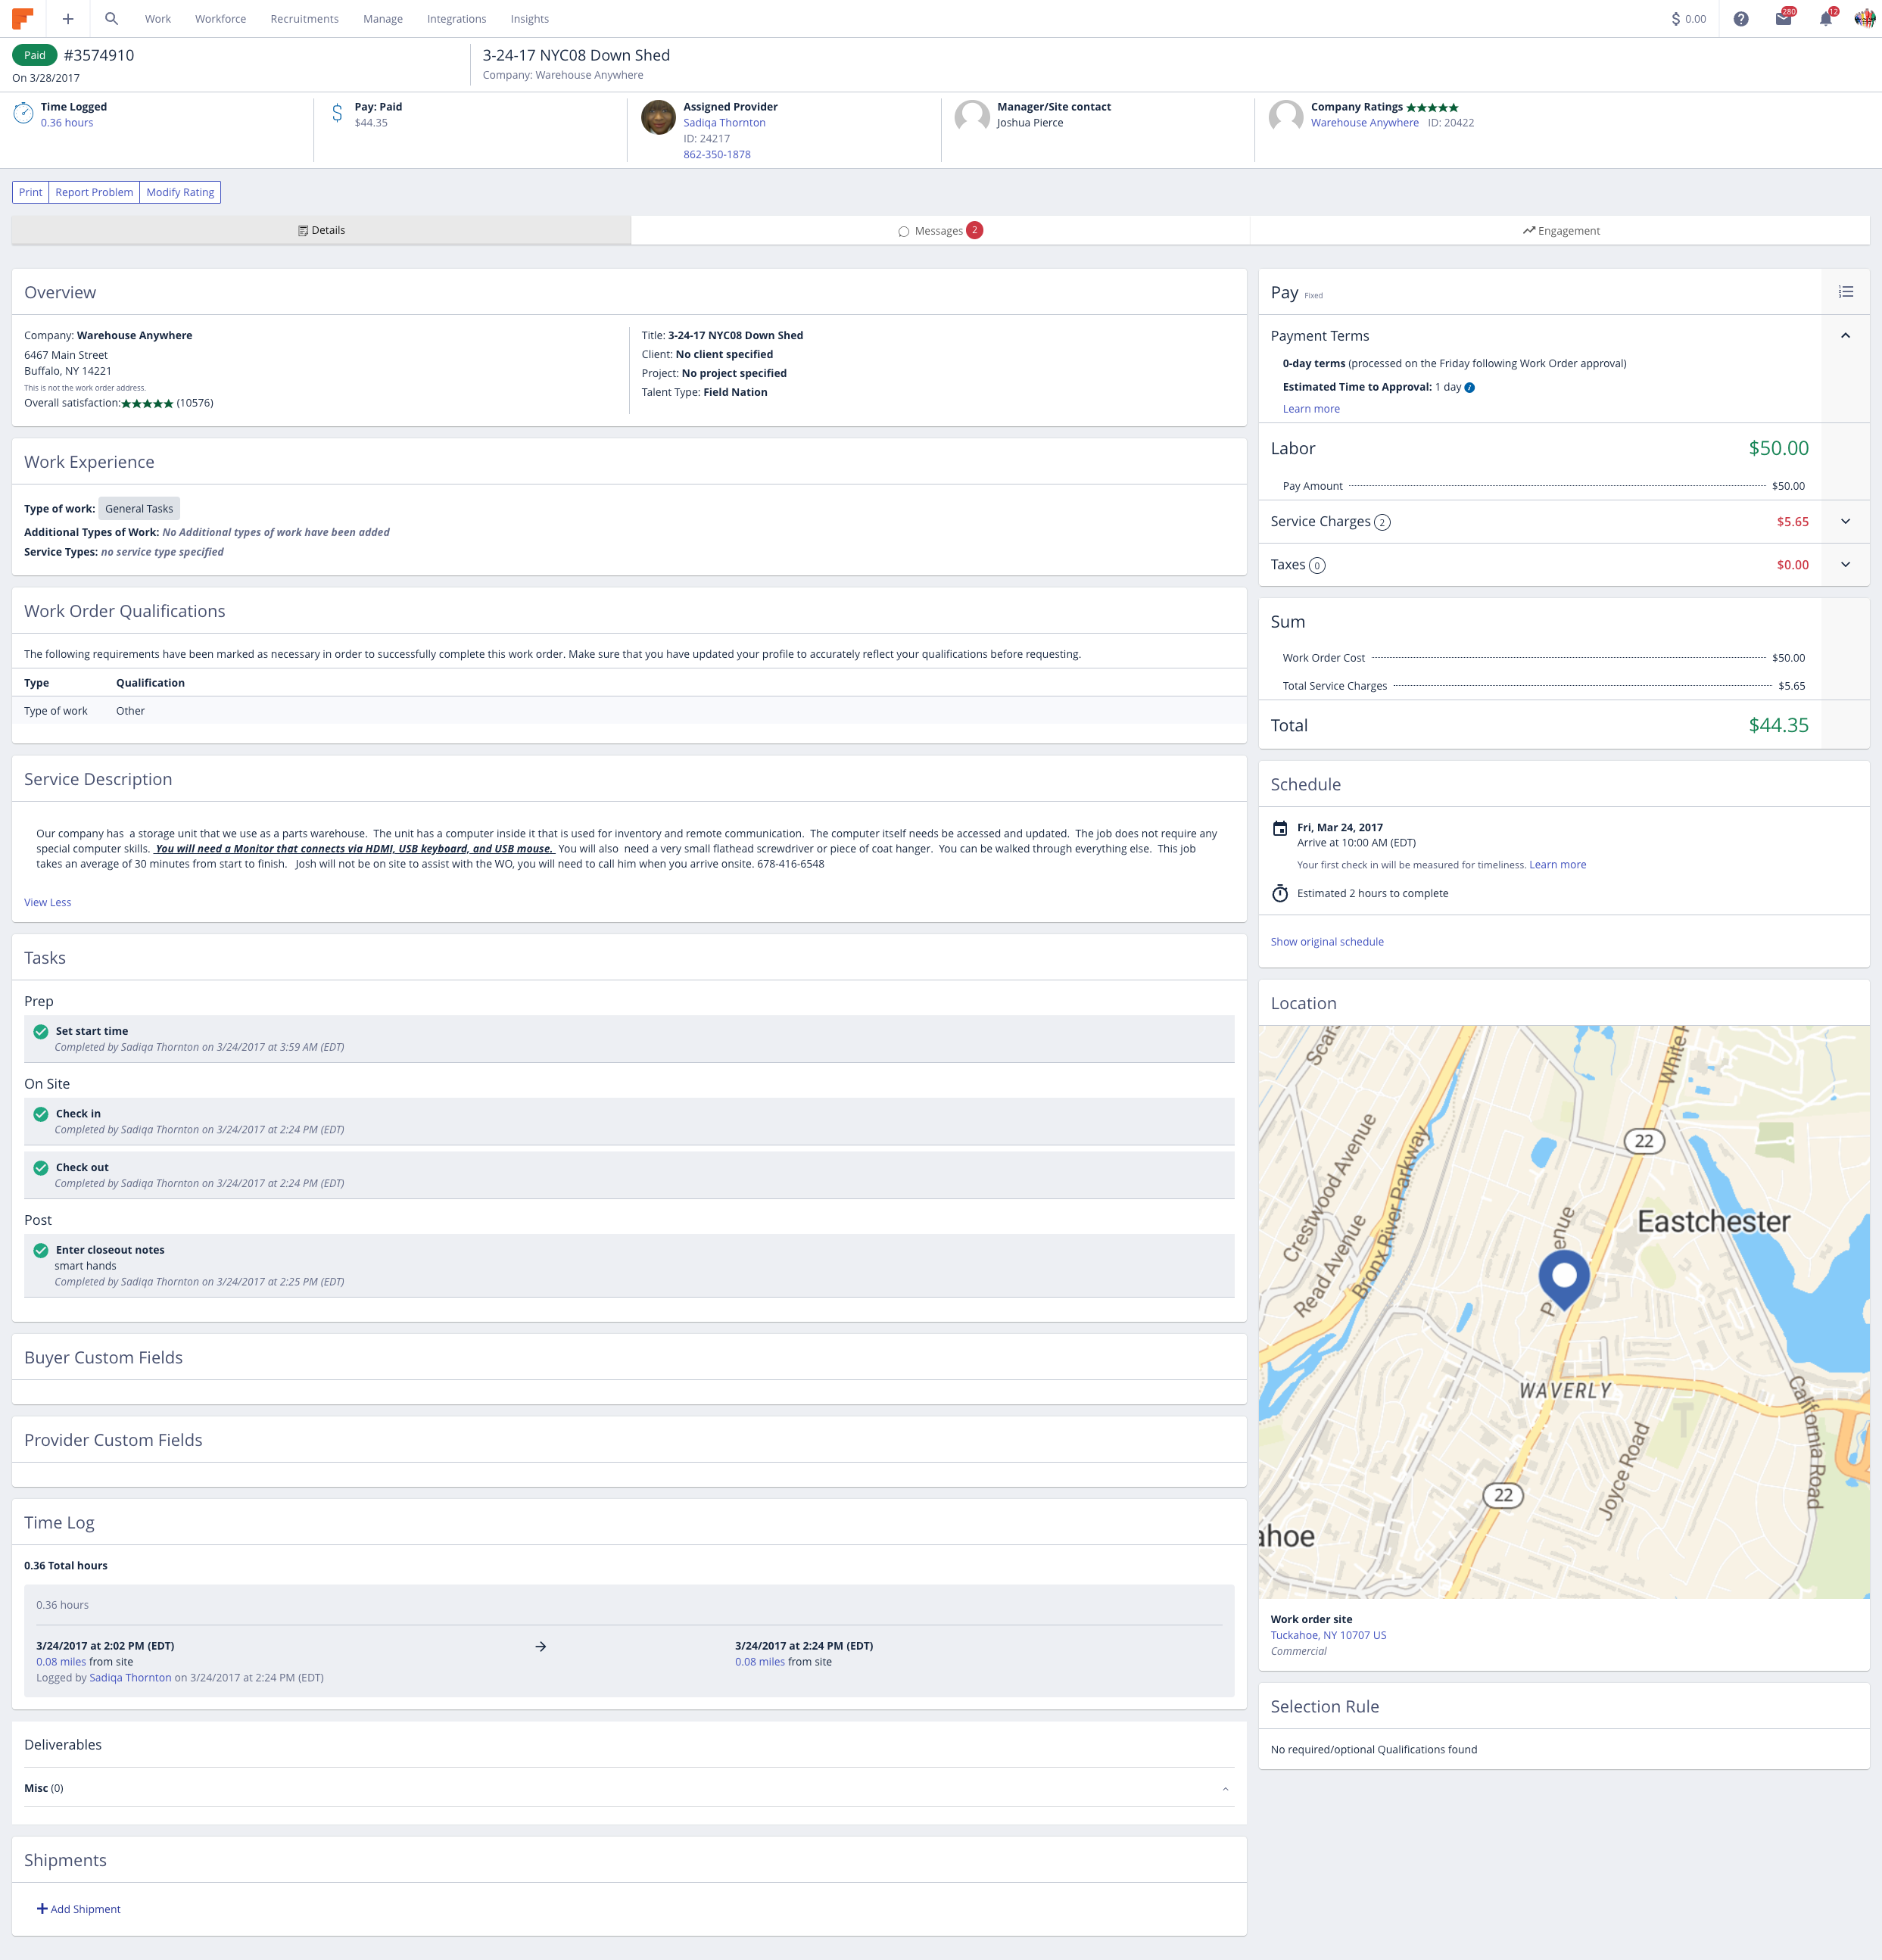 Work Workforce Recruitments Manage Integrations Insights $ 0.00 280 12
Paid #3574910
On 3/28/2017
3-24-17 NYC08 Down Shed
Company: Warehouse Anywhere
Time Logged
0.36 hours
Pay: Paid
$44.35
Assigned Provider
Sadiqa Thornton
ID: 24217
862-350-1878
Manager/Site contact
Joshua Pierce
Company Ratings ★★★★★
Warehouse Anywhere ID: 20422
Print Report Problem Modify Rating
Details Messages 2 Engagement
Overview
Company: Warehouse Anywhere
6467 Main Street
Buffalo, NY 14221
This is not the work order address.
Overall satisfaction:★★★★★ (10576)
Title: 3-24-17 NYC08 Down Shed
Client: No client specified
Project: No project specified
Talent Type: Field Nation
Work Experience
Type of work: General Tasks
Additional Types of Work: No Additional types of work have been added
Service Types: no service type specified
Work Order Qualifications
The following requirements have been marked as necessary in order to successfully complete this work order. Make sure that you have updated your profile to accurately reflect your qualifications before requesting.
Type Qualification
Type of work Other
Service Description
Our company has a storage unit that we use as a parts warehouse. The unit has a computer inside it that is used for inventory and remote communication. The computer itself needs be accessed and updated. The job does not require any
special computer skills. You will need a Monitor that connects via HDMI, USB keyboard, and USB mouse. You will also need a very small flathead screwdriver or piece of coat hanger. You can be walked through everything else. This job
takes an average of 30 minutes from start to finish. Josh will not be on site to assist with the WO, you will need to call him when you arrive onsite. 678-416-6548
View Less
Tasks
Prep
Set start time
Completed by Sadiqa Thornton on 3/24/2017 at 3:59 AM (EDT)
On Site
Check in
Completed by Sadiqa Thornton on 3/24/2017 at 2:24 PM (EDT)
Check out
Completed by Sadiqa Thornton on 3/24/2017 at 2:24 PM (EDT)
Post
Enter closeout notes
smart hands
Completed by Sadiqa Thornton on 3/24/2017 at 2:25 PM (EDT)
Buyer Custom Fields
Provider Custom Fields
Time Log
0.36 Total hours
0.36 hours
3/24/2017 at 2:02 PM (EDT) → 3/24/2017 at 2:24 PM (EDT)
0.08 miles from site 0.08 miles from site
Logged by Sadiqa Thornton on 3/24/2017 at 2:24 PM (EDT)
Deliverables
Misc (0)
Shipments
+ Add Shipment
Pay Fixed
Payment Terms
0-day terms (processed on the Friday following Work Order approval)
Estimated Time to Approval: 1 day
Learn more
Labor $50.00
Pay Amount $50.00
Service Charges 2 $5.65
Taxes 0 $0.00
Sum
Work Order Cost $50.00
Total Service Charges $5.65
Total $44.35
Schedule
Fri, Mar 24, 2017
Arrive at 10:00 AM (EDT)
Your first check in will be measured for timeliness. Learn more
Estimated 2 hours to complete
Show original schedule
Location
Scar
White
Crestwood Avenue
Read Avenue
Bronx River Parkway
22
Eastchester
P enue
WAVERLY
California Road
Joyce Road
22
ahoe
Work order site
Tuckahoe, NY 10707 US
Commercial
Selection Rule
No required/optional Qualifications found